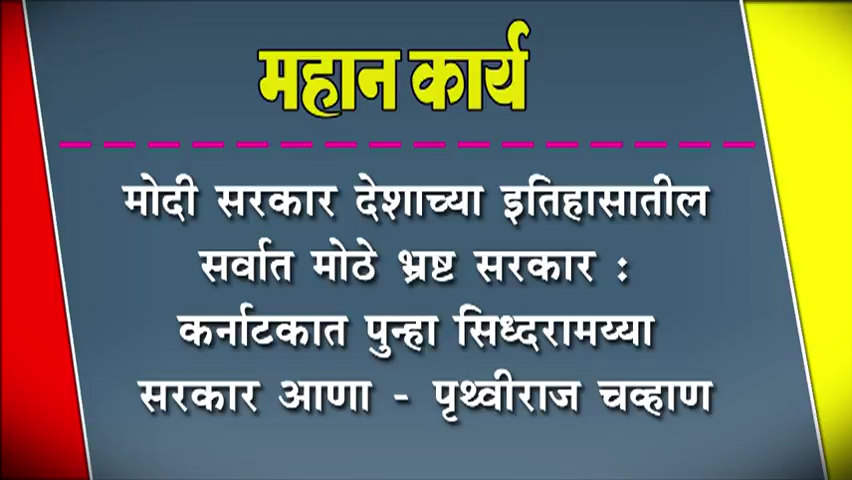 महान कार्य
मोदी सरकार देशाच्या इतिहासातील
सर्वात मोठे भ्रष्ट सरकार :
कर्नाटकात पुन्हा सिध्दरामय्या
सरकार आणा - पृथ्वीराज चव्हाण